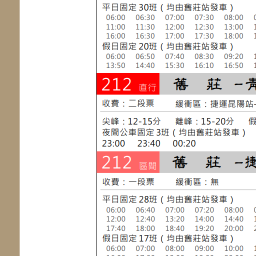 平日固定30班（均由舊莊站發車）
06:00 06:30 07:00 07:30 08:00
11:00 11:30 12:00 12:30 13:00
16:00 16:30 17:00 17:30 18:00
假日固定20班（均由舊莊站發車）
06:00 06:50 07:40 08:30 09:20
13:50 14:40 15:30 16:10 16:50
212 直行 舊 莊 －青
收費：二段票 緩衝區：捷運昆陽站-
尖峰：12-15分 離峰：15-20分 假
夜間公車固定3班（均由舊莊站發車）
23:00 23:40 00:20
212 區間 舊 莊 －捷
收費：一段票 緩衝區：無
平日固定28班（均由舊莊站發車）
06:00 06:40 07:00 07:20 08:00
12:00 12:40 13:20 14:00 14:40
17:40 18:00 18:40 19:20 20:00
假日固定17班（均由舊莊站發車）
06:00 07:00 08:00 09:00 10:00